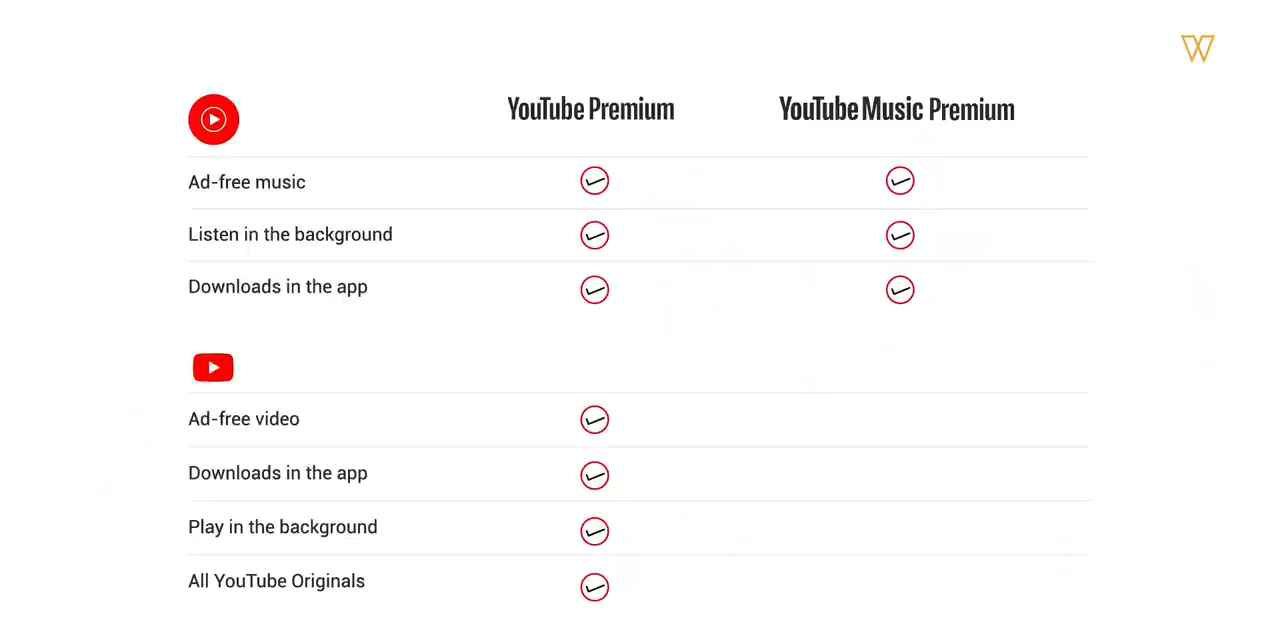 YouTube Premium YouTube Music Premium
Ad-free music
Listen in the background
Downloads in the app
Ad-free video
Downloads in the app
Play in the background
All YouTube Originals